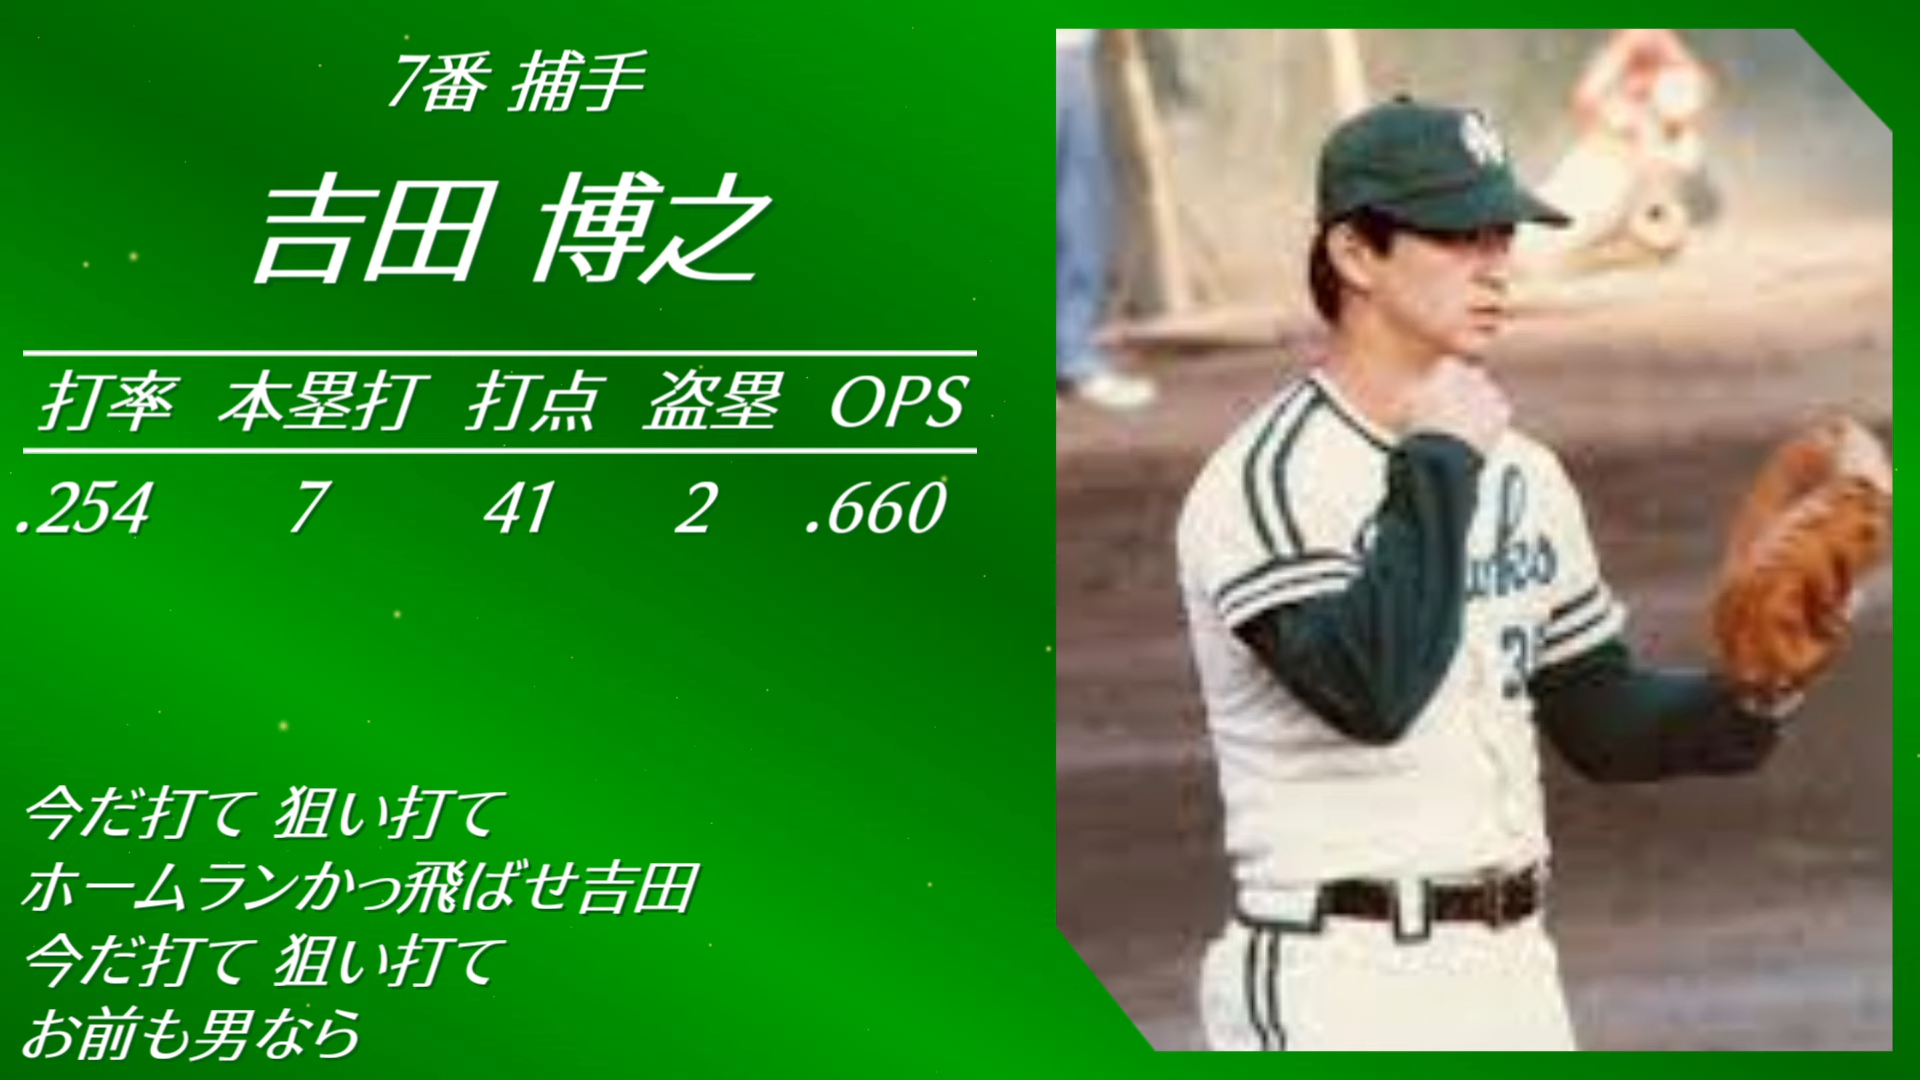 7番 捕手
吉田 博之
打率 本塁打 打点 盗塁 OPS
.254 7 41 2 .660
今だ打て 狙い打て
ホームランかっ飛ばせ吉田
今だ打て 狙い打て
お前も男なら